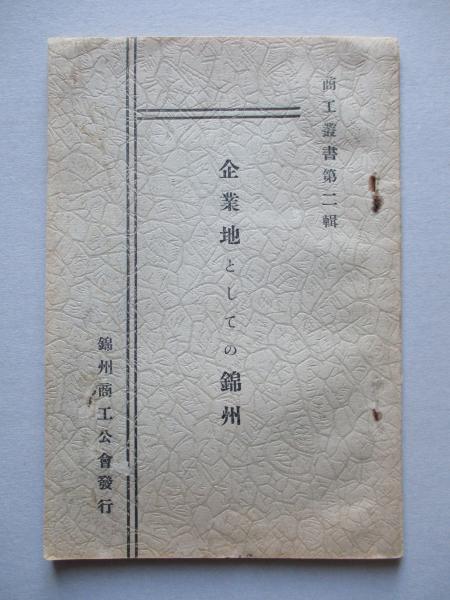 商工叢書第二輯
企業地としての錦州
錦州商工公會發行